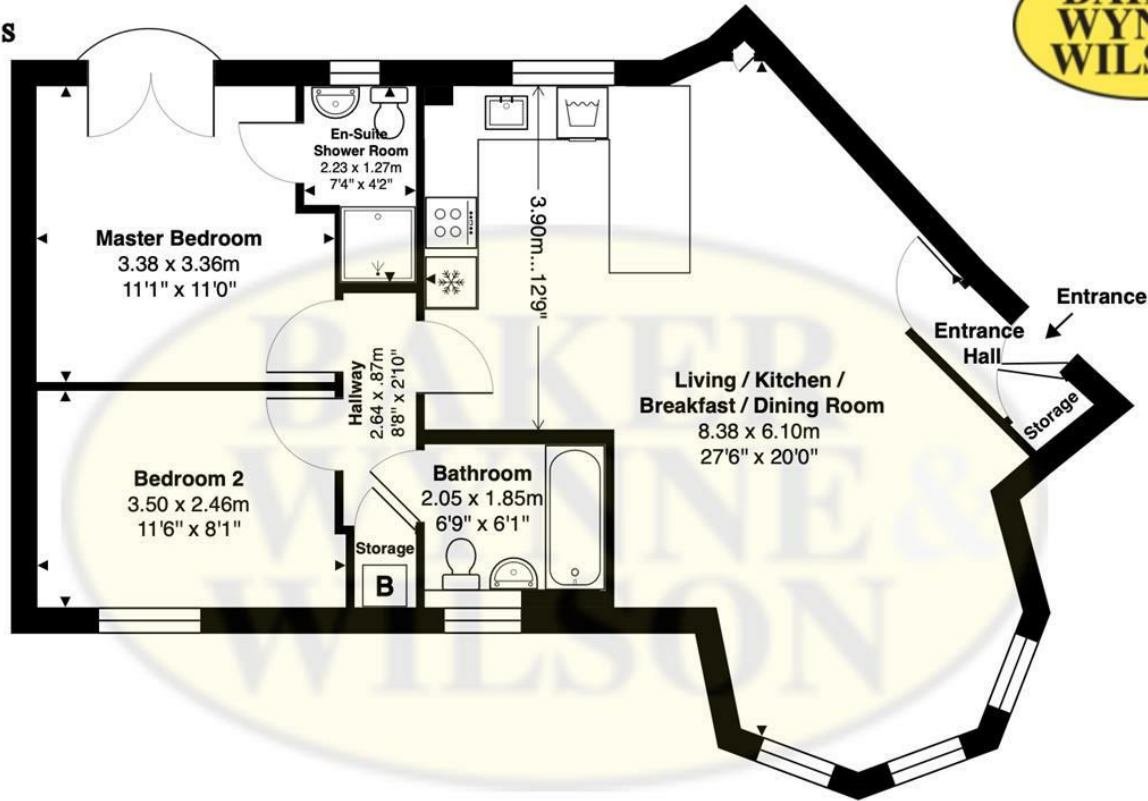 S
WYN
WILS
En-Suite
Shower Room
2.23 x 1.27m
7'4" x 4'2"
Master Bedroom
3.38 x 3.36m
11'1" x 11'0"
3.90m...12'9"
Entrance
Entrance
Hall
Storage
Hallway
2.64 x .87m
8'8" x 2'10"
Living / Kitchen /
Breakfast / Dining Room
8.38 x 6.10m
27'6" x 20'0"
Bedroom 2
3.50 x 2.46m
11'6" x 8'1"
Bathroom
2.05 x 1.85m
6'9" x 6'1"
Storage
B
BAKER
WYNNE &
WILSON